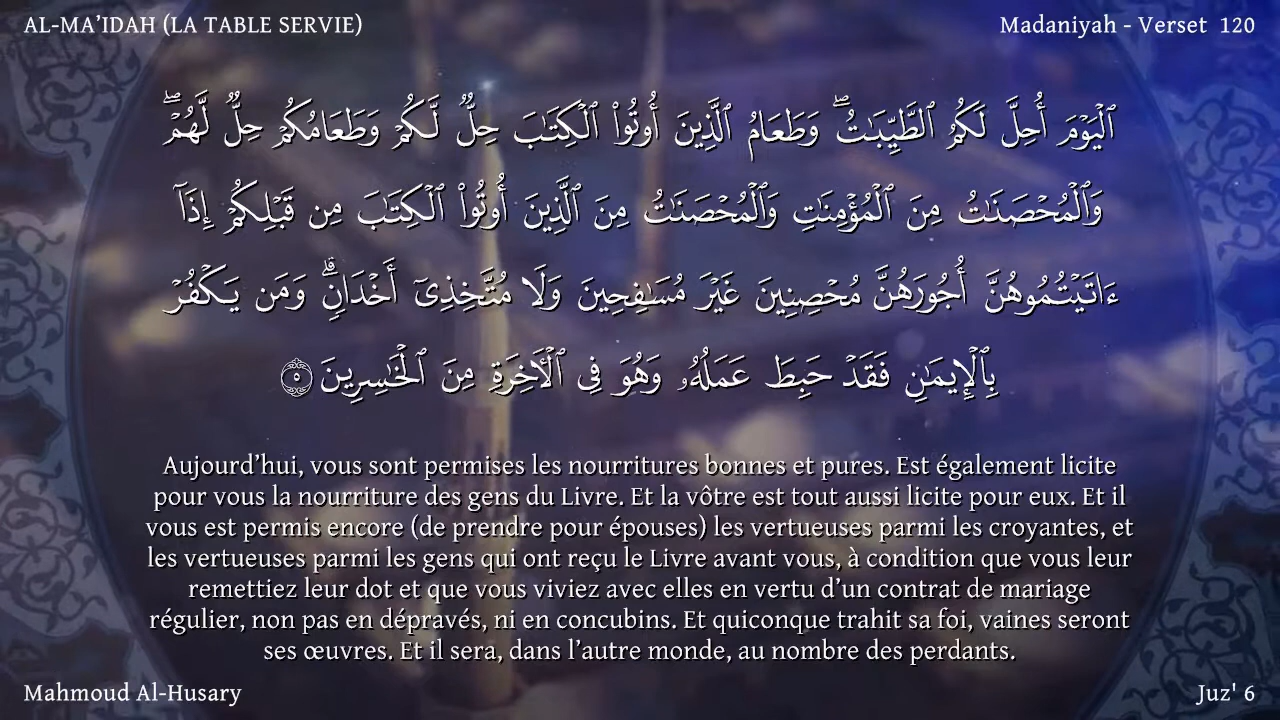 AL-MA’IDAH (LA TABLE SERVIE)
Madaniyah - Verset 120
ٱلْيَوْمَ أُحِلَّ لَكُمُ ٱلطَّيِّبَـٰتُ ۖ وَطَعَامُ ٱلَّذِينَ أُوتُوا۟ ٱلْكِتَـٰبَ حِلٌّ لَّكُمْ وَطَعَامُكُمْ حِلٌّ لَّهُمْ ۖ
وَٱلْمُحْصَنَـٰتُ مِنَ ٱلْمُؤْمِنَـٰتِ وَٱلْمُحْصَنَـٰتُ مِنَ ٱلَّذِينَ أُوتُوا۟ ٱلْكِتَـٰبَ مِن قَبْلِكُمْ إِذَآ
ءَاتَيْتُمُوهُنَّ أُجُورَهُنَّ مُحْصِنِينَ غَيْرَ مُسَـٰفِحِينَ وَلَا مُتَّخِذِىٓ أَخْدَانٍ ۗ وَمَن يَكْفُرْ
بِٱلْإِيمَـٰنِ فَقَدْ حَبِطَ عَمَلُهُۥ وَهُوَ فِى ٱلْـَٔاخِرَةِ مِنَ ٱلْخَـٰسِرِينَ ٥
Aujourd’hui, vous sont permises les nourritures bonnes et pures. Est également licite
pour vous la nourriture des gens du Livre. Et la vôtre est tout aussi licite pour eux. Et il
vous est permis encore (de prendre pour épouses) les vertueuses parmi les croyantes, et
les vertueuses parmi les gens qui ont reçu le Livre avant vous, à condition que vous leur
remettiez leur dot et que vous viviez avec elles en vertu d’un contrat de mariage
régulier, non pas en dépravés, ni en concubins. Et quiconque trahit sa foi, vaines seront
ses œuvres. Et il sera, dans l’autre monde, au nombre des perdants.
Mahmoud Al-Husary
Juz' 6